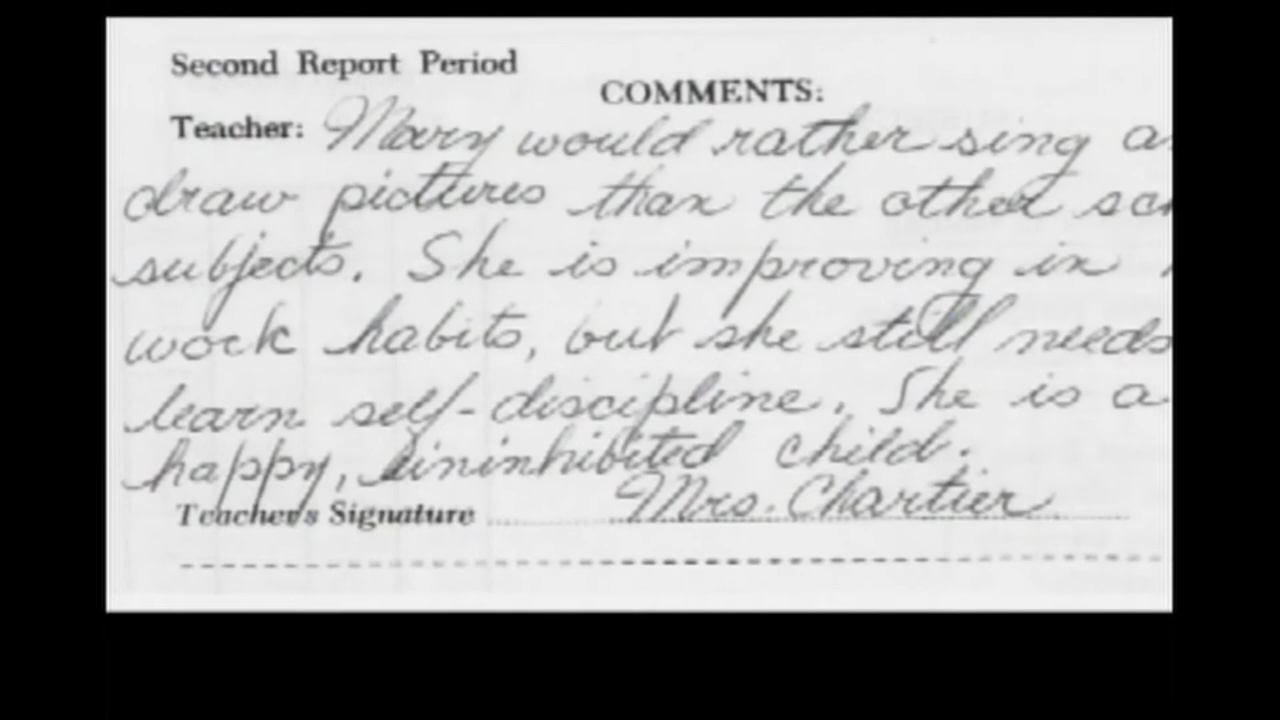 Second Report Period
COMMENTS:
Teacher: Mary would rather sing
draw pictures than the other
subjects. She is improving in
work habits, but she still needs
learn self-discipline. She is a
happy, uninhibited child.
Teacher's Signature Mrs. Chartier